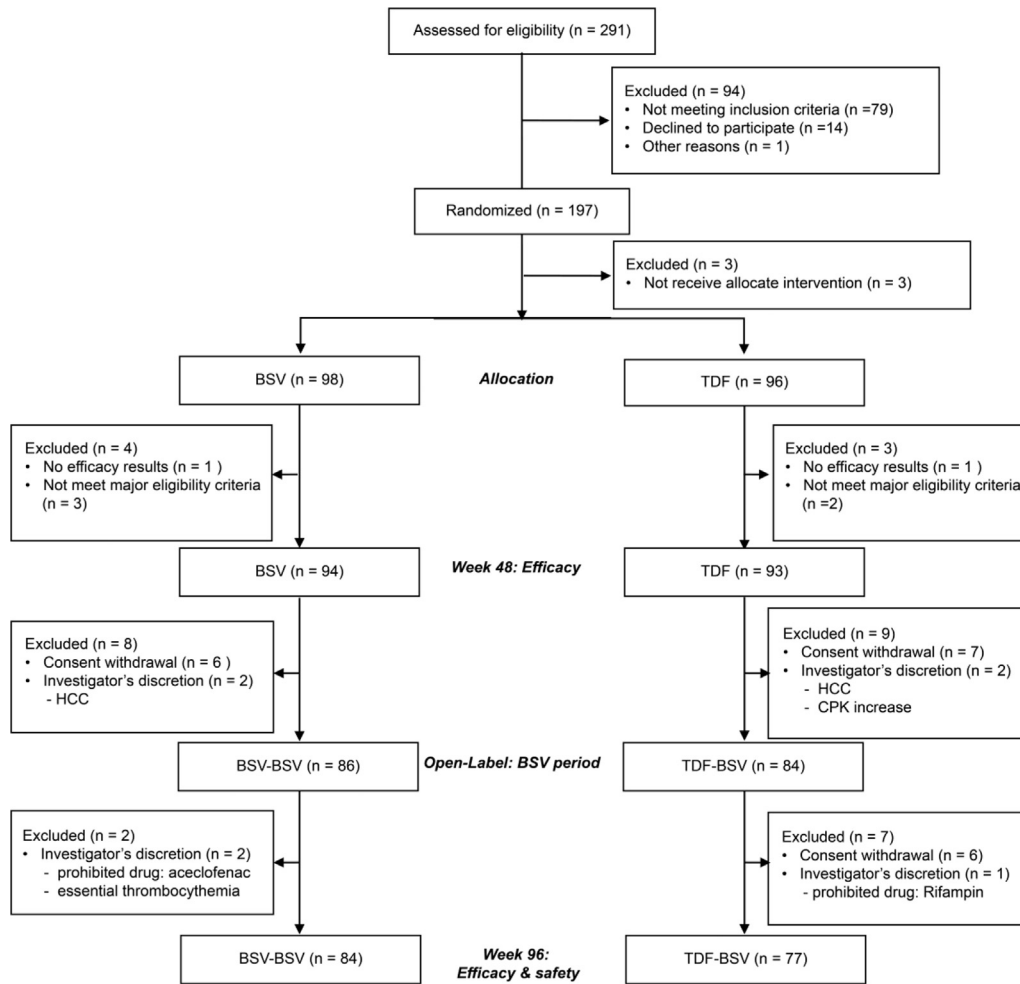 Assessed for eligibility (n = 291)
Excluded (n = 94)
• Not meeting inclusion criteria (n =79)
• Declined to participate (n =14)
• Other reasons (n = 1)
Randomized (n = 197)
Excluded (n = 3)
• Not receive allocate intervention (n = 3)
BSV (n = 98)
Allocation
TDF (n = 96)
Excluded (n = 4)
• No efficacy results (n = 1 )
• Not meet major eligibility criteria
(n = 3)
Excluded (n = 3)
• No efficacy results (n = 1 )
• Not meet major eligibility criteria
(n =2)
BSV (n = 94)
Week 48: Efficacy
TDF (n = 93)
Excluded (n = 8)
• Consent withdrawal (n = 6 )
• Investigator's discretion (n = 2)
- HCC
Excluded (n = 9)
• Consent withdrawal (n = 7)
• Investigator's discretion (n = 2)
- HCC
- CPK increase
BSV-BSV (n = 86)
Open-Label: BSV period
TDF-BSV (n = 84)
Excluded (n = 2)
• Investigator's discretion (n = 2)
- prohibited drug: aceclofenac
- essential thrombocythemia
Excluded (n = 7)
• Consent withdrawal (n = 6)
• Investigator's discretion (n = 1)
- prohibited drug: Rifampin
BSV-BSV (n = 84)
Week 96:
Efficacy & safety
TDF-BSV (n = 77)